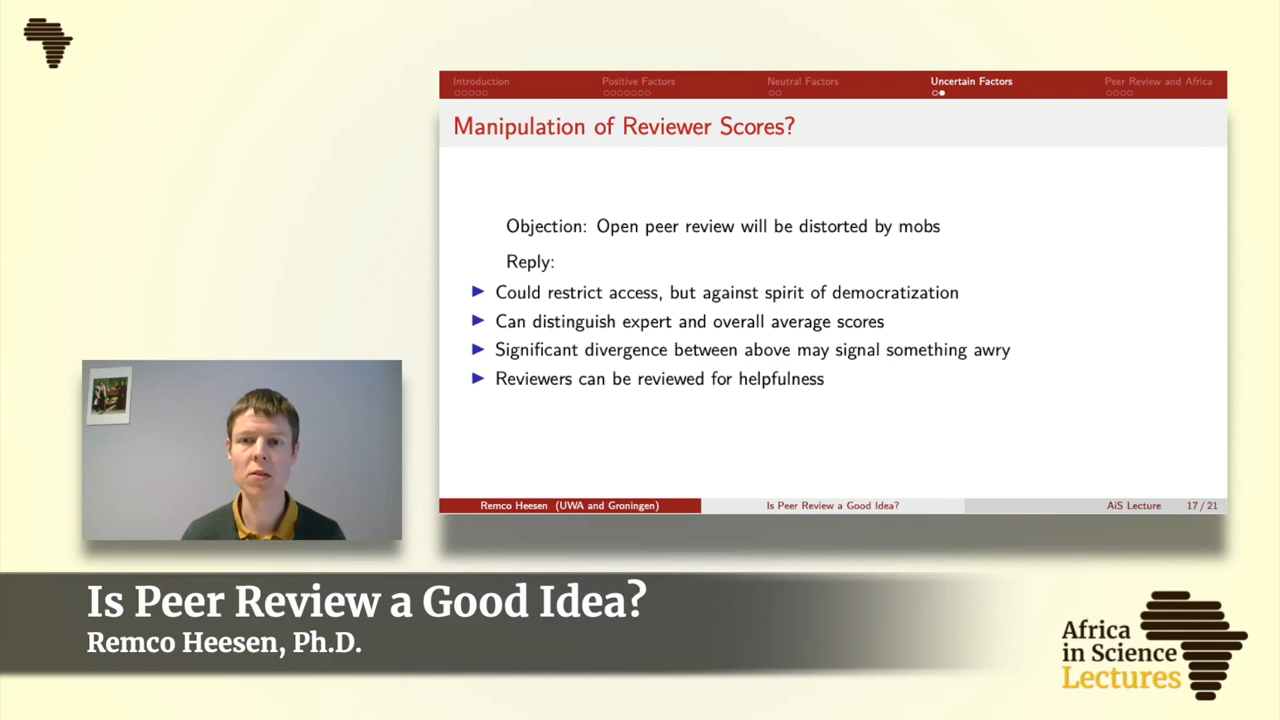 Introduction
Positive Factors
Neutral Factors
Uncertain Factors
Peer Review and Africa
Manipulation of Reviewer Scores?
Objection: Open peer review will be distorted by mobs
Reply:
Could restrict access, but against spirit of democratization
Can distinguish expert and overall average scores
Significant divergence between above may signal something awry
Reviewers can be reviewed for helpfulness
Remco Heesen (UWA and Groningen)
Is Peer Review a Good Idea?
AiS Lecture
17 / 21
Is Peer Review a Good Idea?
Remco Heesen, Ph.D.
Africa
in Science
Lectures